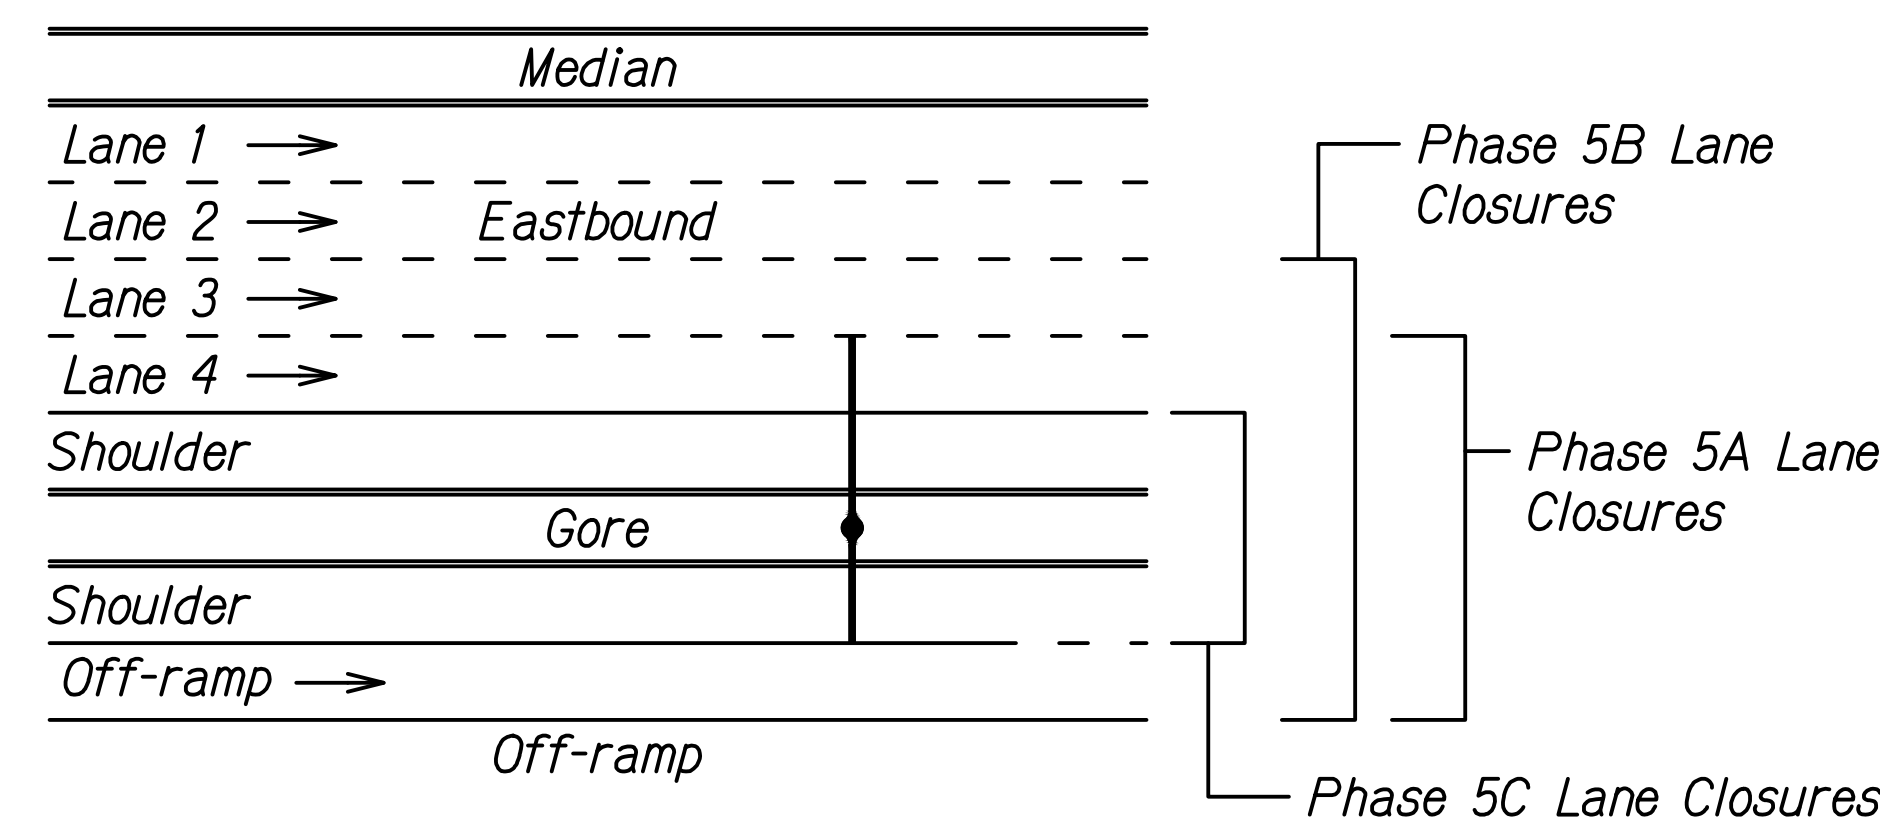 Median
Lane 1
Phase 5B Lane
Closures
Lane 2
Eastbound
Lane 3
Lane 4
Shoulder
Phase 5A Lane
Closures
Gore
Shoulder
Off-ramp
Off-ramp
Phase 5C Lane Closures